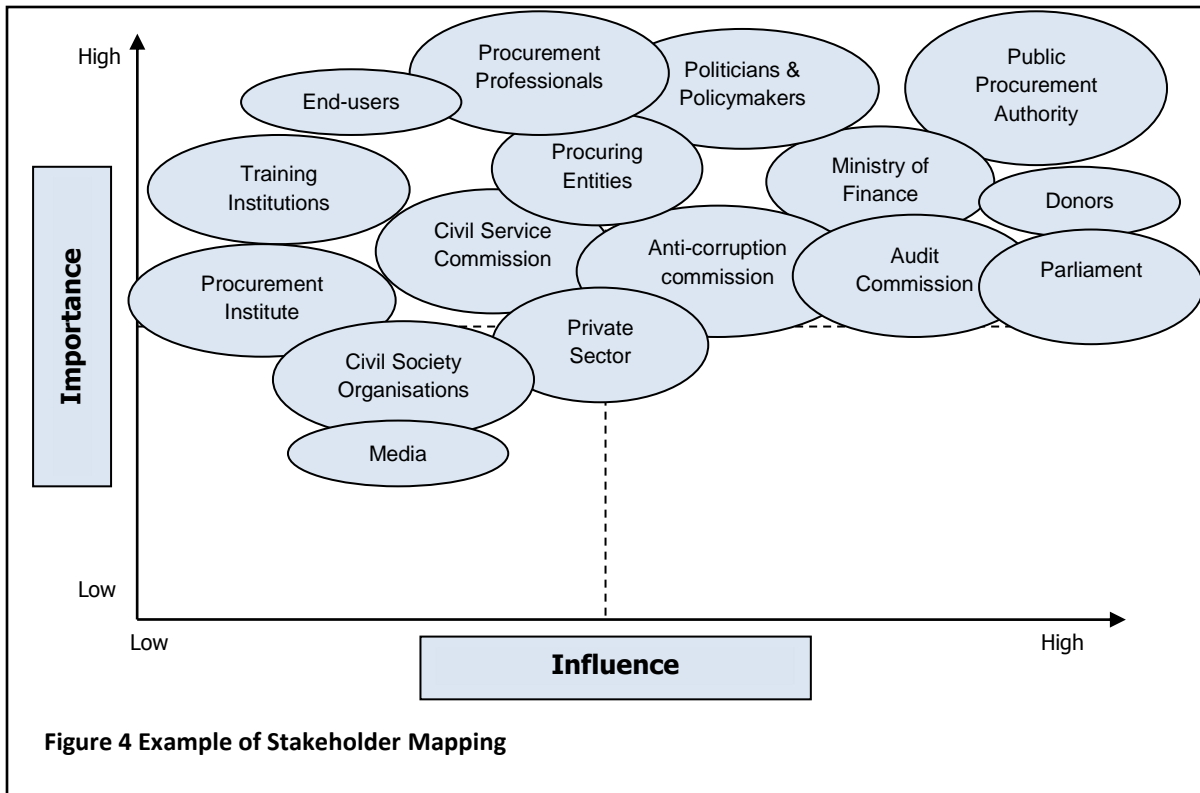 High
Procurement
Professionals
Politicians &
Policymakers
Public
Procurement
Authority
End-users
Training
Institutions
Procuring
Entities
Ministry of
Finance
Donors
Civil Service
Commission
Anti-corruption
commission
Audit
Commission
Parliament
Procurement
Institute
Private
Sector
Civil Society
Organisations
Media
Importance
Low
Low
High
Influence
Figure 4 Example of Stakeholder Mapping